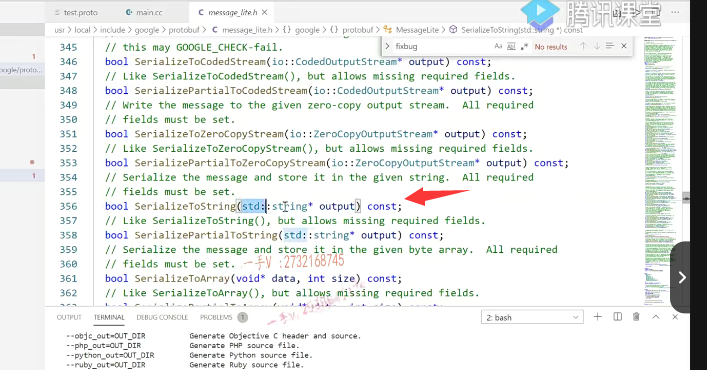 test.proto main.cc message_lite.h
腾讯课堂
usr > local > include > google > protobuf > message_lite.h > {} google > {} protobuf > MessageLite > SerializeToString(std::string *) const
fixbug Aa No results
345 // this may GOOGLE_CHECK-fail.
346 bool SerializeToCodedStream(io::CodedOutputStream* output) const;
347 // Like SerializeToCodedStream(), but allows missing required fields.
348 bool SerializePartialToCodedStream(io::CodedOutputStream* output) const;
349 // Write the message to the given zero-copy output stream. All required
350 // fields must be set.
351 bool SerializeToZeroCopyStream(io::ZeroCopyOutputStream* output) const;
352 // Like SerializeToZeroCopyStream(), but allows missing required fields.
353 bool SerializePartialToZeroCopyStream(io::ZeroCopyOutputStream* output) const;
354 // Serialize the message and store it in the given string. All required
355 // fields must be set.
356 bool SerializeToString(std::string* output) const;
357 // Like SerializeToString(), but allows missing required fields.
358 bool SerializePartialToString(std::string* output) const;
359 // Serialize the message and store it in the given byte array. All required
360 // fields must be set.
一手V :2732168745
361 bool SerializeToArray(void* data, int size) const;
362 // Like SerializeToArray(), but allows missing required fields.
OUTPUT TERMINAL DEBUG CONSOLE PROBLEMS 1 2: bash
--objc_out=OUT_DIR Generate Objective C header and source.
--php_out=OUT_DIR Generate PHP source file.
--python_out=OUT_DIR Generate Python source file.
--ruby_out=OUT_DIR Generate Ruby source file.
1
google/proto...
1